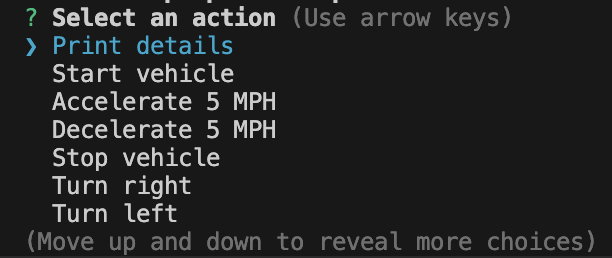 ? Select an action (Use arrow keys)
❯ Print details
Start vehicle
Accelerate 5 MPH
Decelerate 5 MPH
Stop vehicle
Turn right
Turn left
(Move up and down to reveal more choices)